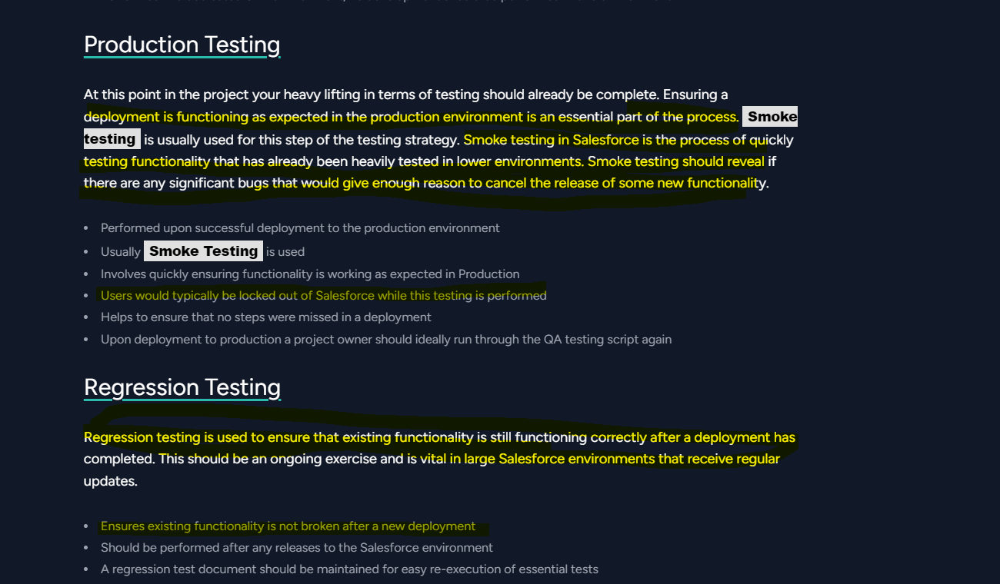 Production Testing
At this point in the project your heavy lifting in terms of testing should already be complete. Ensuring a
deployment is functioning as expected in the production environment is an essential part of the process. Smoke
testing is usually used for this step of the testing strategy. Smoke testing in Salesforce is the process of quickly
testing functionality that has already been heavily tested in lower environments. Smoke testing should reveal if
there are any significant bugs that would give enough reason to cancel the release of some new functionality.
• Performed upon successful deployment to the production environment
• Usually Smoke Testing is used
• Involves quickly ensuring functionality is working as expected in Production
• Users would typically be locked out of Salesforce while this testing is performed
• Helps to ensure that no steps were missed in a deployment
• Upon deployment to production a project owner should ideally run through the QA testing script again
Regression Testing
Regression testing is used to ensure that existing functionality is still functioning correctly after a deployment has
completed. This should be an ongoing exercise and is vital in large Salesforce environments that receive regular
updates.
• Ensures existing functionality is not broken after a new deployment
• Should be performed after any releases to the Salesforce environment
• A regression test document should be maintained for easy re-execution of essential tests